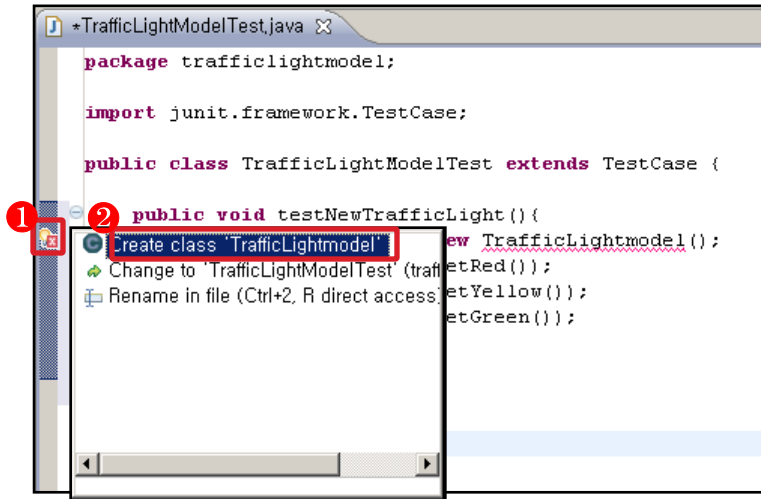 *TrafficLightModelTest.java
package trafficlightmodel;
import junit.framework.TestCase;
public class TrafficLightModelTest extends TestCase {
1 2 public void testNewTrafficLight(){
Create class 'TrafficLightmodel' ew TrafficLightmodel();
Change to 'TrafficLightModelTest' (traff etRed());
Rename in file (Ctrl+2, R direct access) etYellow());
etGreen());